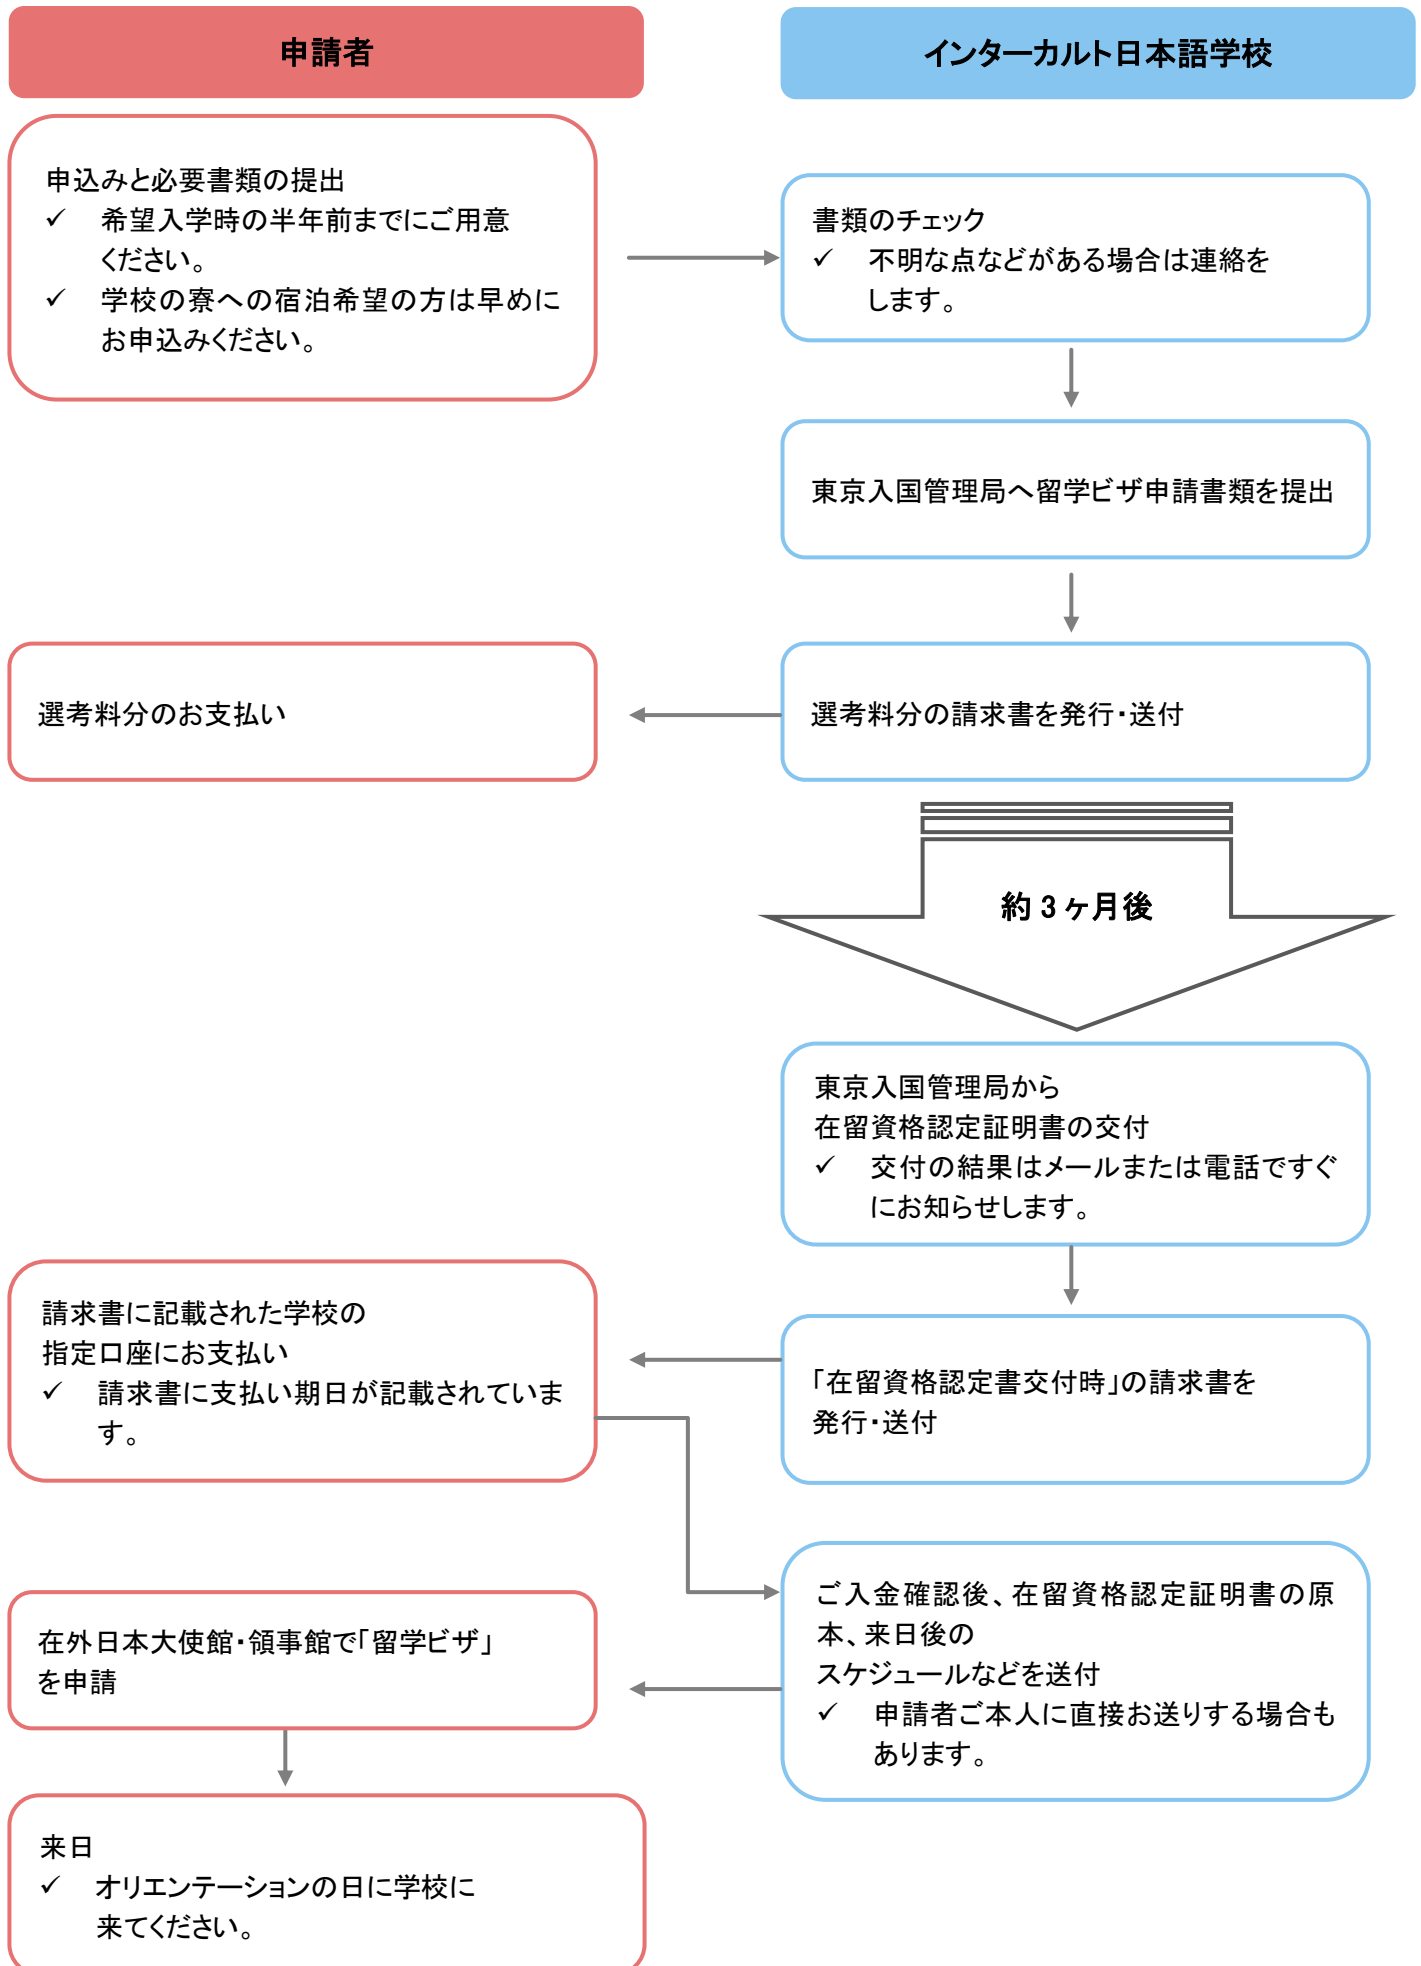 申請者
インターカルト日本語学校
申込みと必要書類の提出
✓ 希望入学時の半年前までにご用意
ください。
✓ 学校の寮への宿泊希望の方は早めに
お申込みください。
書類のチェック
✓ 不明な点などがある場合は連絡を
します。
東京入国管理局へ留学ビザ申請書類を提出
選考料分のお支払い
選考料分の請求書を発行・送付
約3ヶ月後
東京入国管理局から
在留資格認定証明書の交付
✓ 交付の結果はメールまたは電話ですぐ
にお知らせします。
請求書に記載された学校の
指定口座にお支払い
✓ 請求書に支払い期日が記載されていま
す。
「在留資格認定書交付時」の請求書を
発行・送付
ご入金確認後、在留資格認定証明書の原
本、来日後の
スケジュールなどを送付
✓ 申請者ご本人に直接お送りする場合も
あります。
在外日本大使館・領事館で「留学ビザ」
を申請
来日
✓ オリエンテーションの日に学校に
来てください。